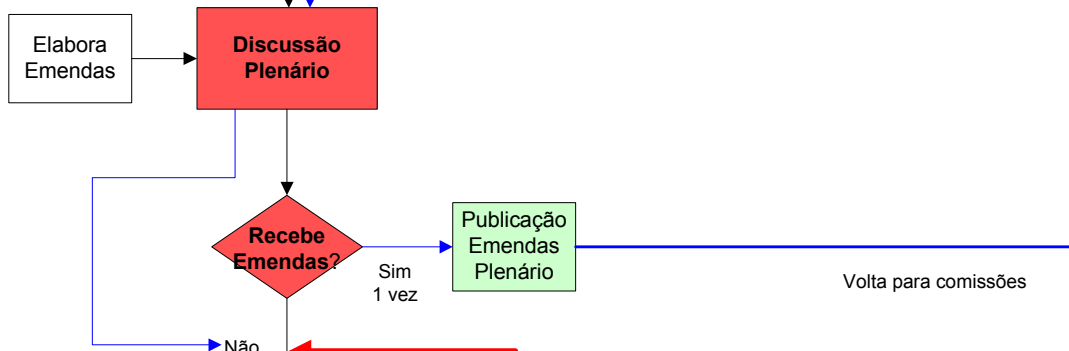 Elabora
Emendas
Discussão
Plenário
Recebe
Emendas?
Sim
1 vez
Publicação
Emendas
Plenário
Volta para comissões
Não